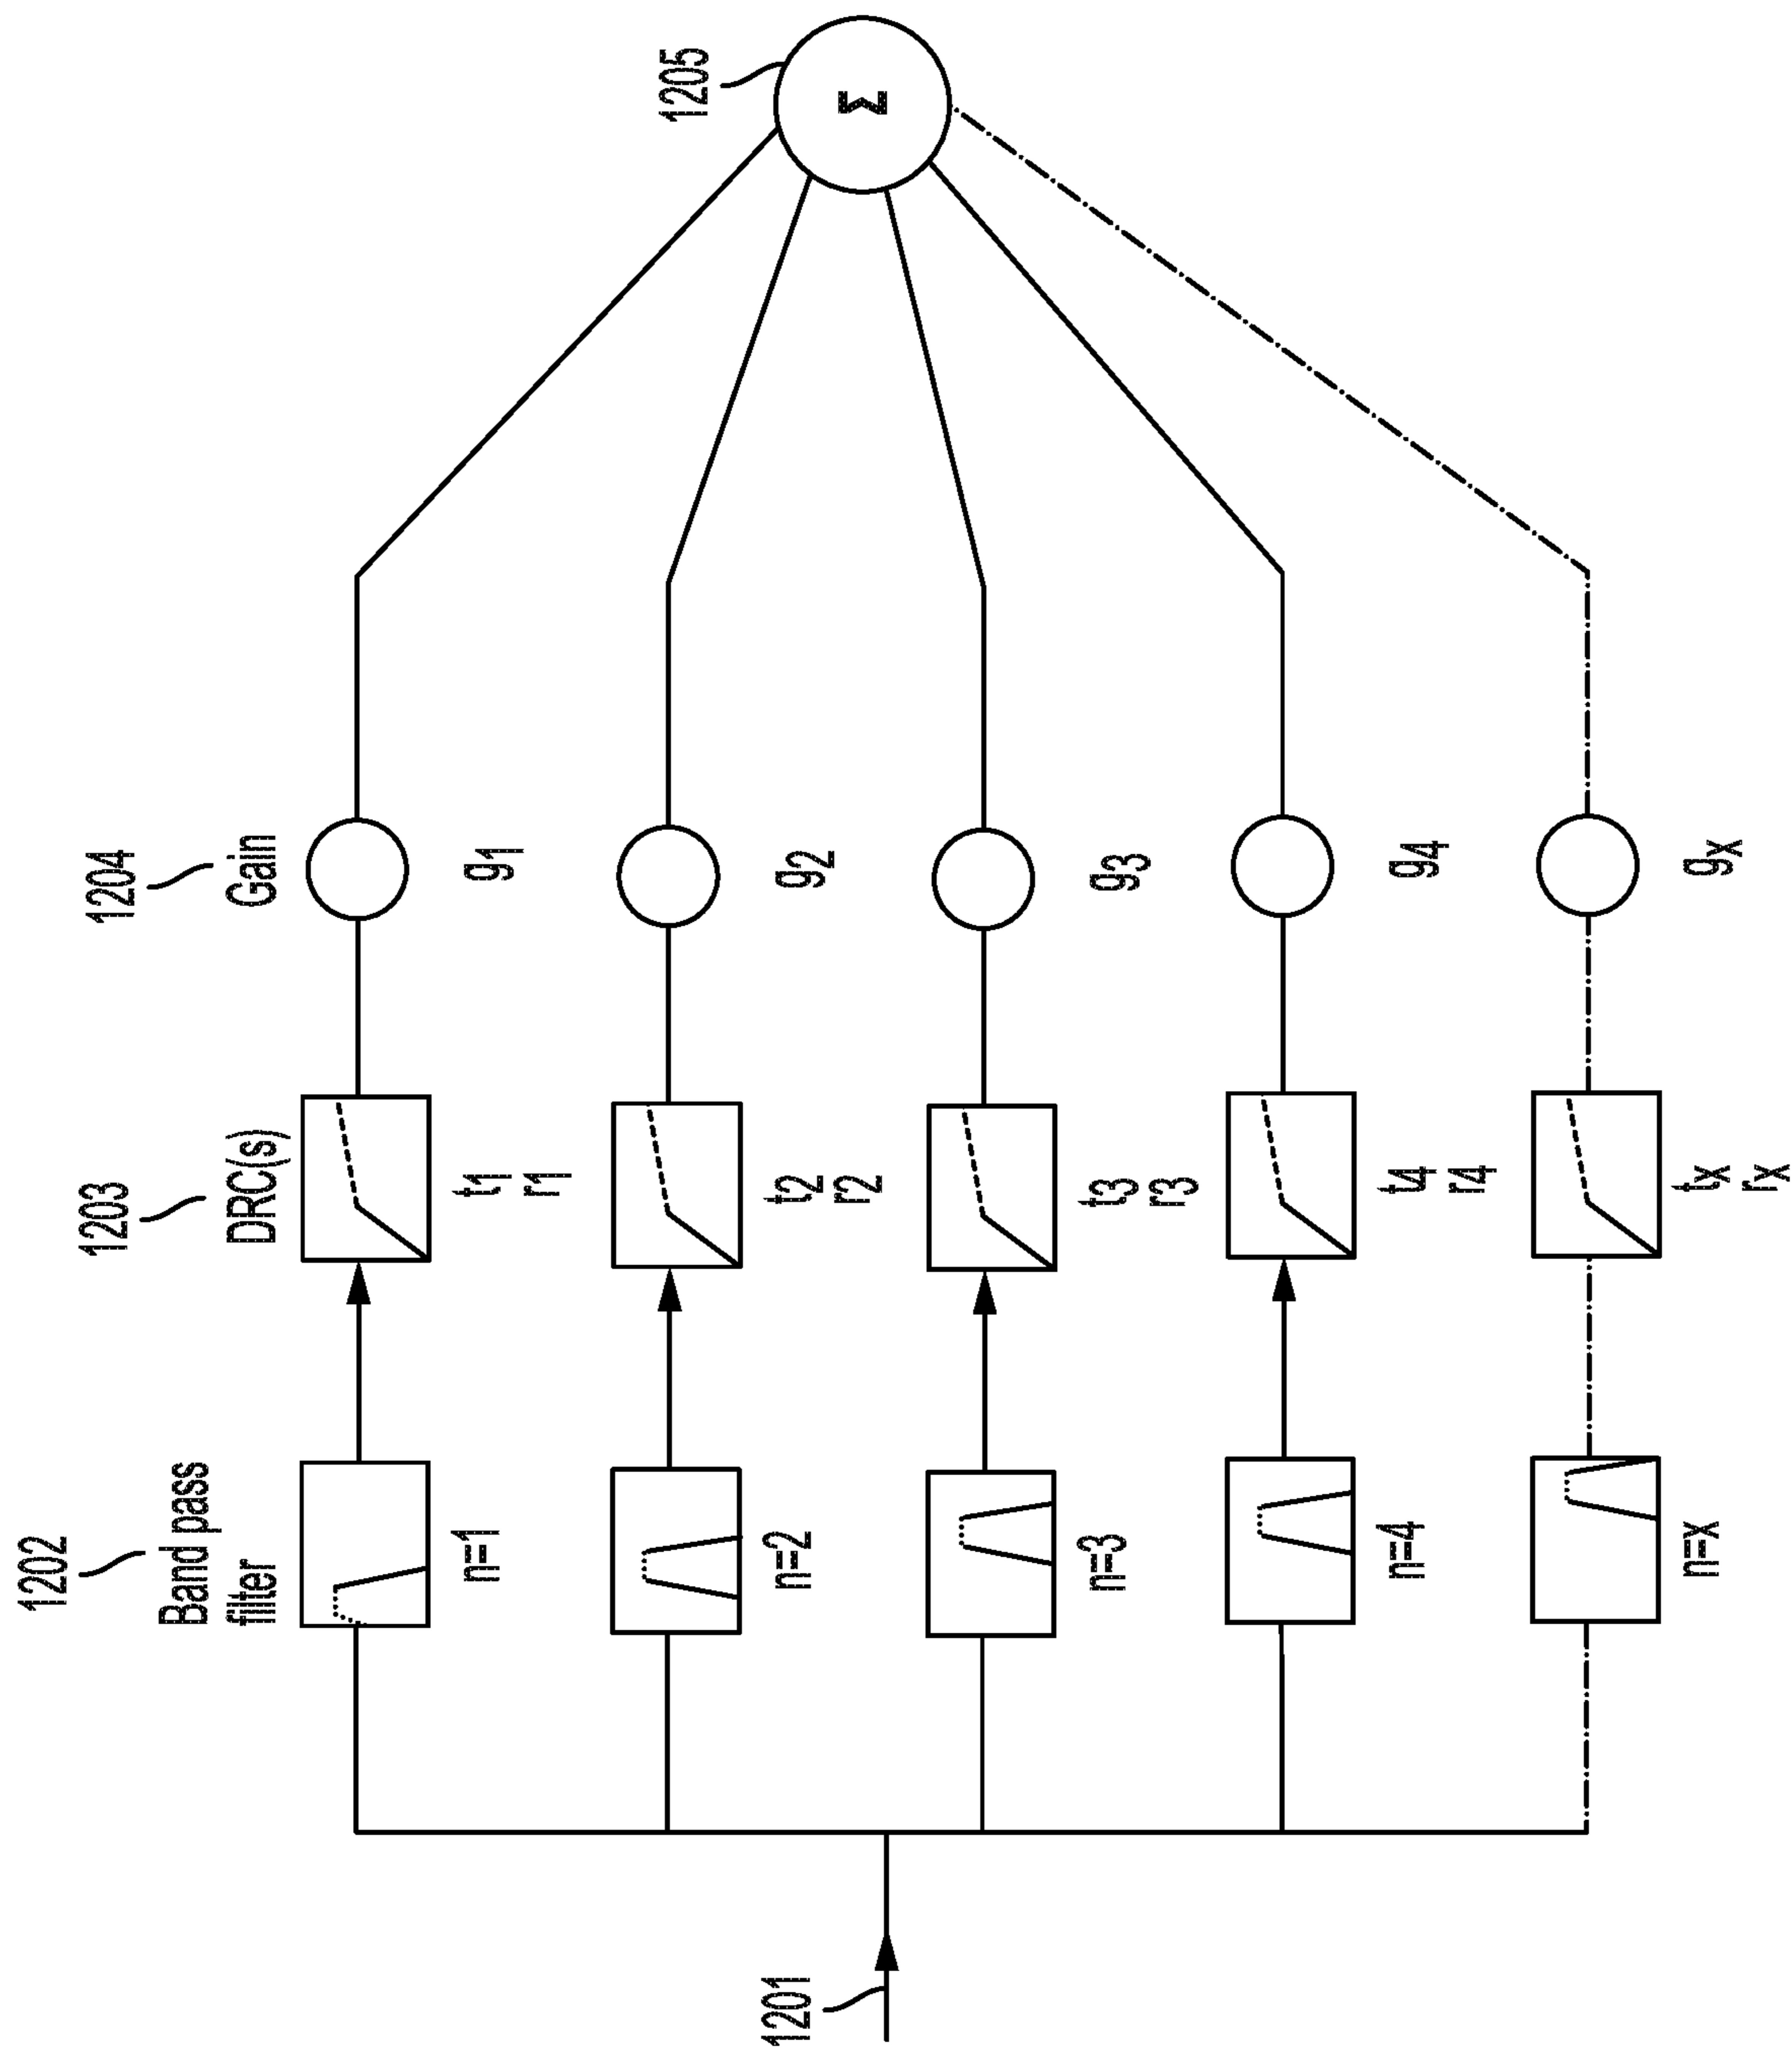 1201
1202
Band pass
filter
1203
DRC(s)
1204
Gain
1205
n=1
t1
r1
g1
n=2
t2
r2
g2
n=3
t3
r3
g3
n=4
t4
r4
g4
n=x
tx
rx
gx
Σ